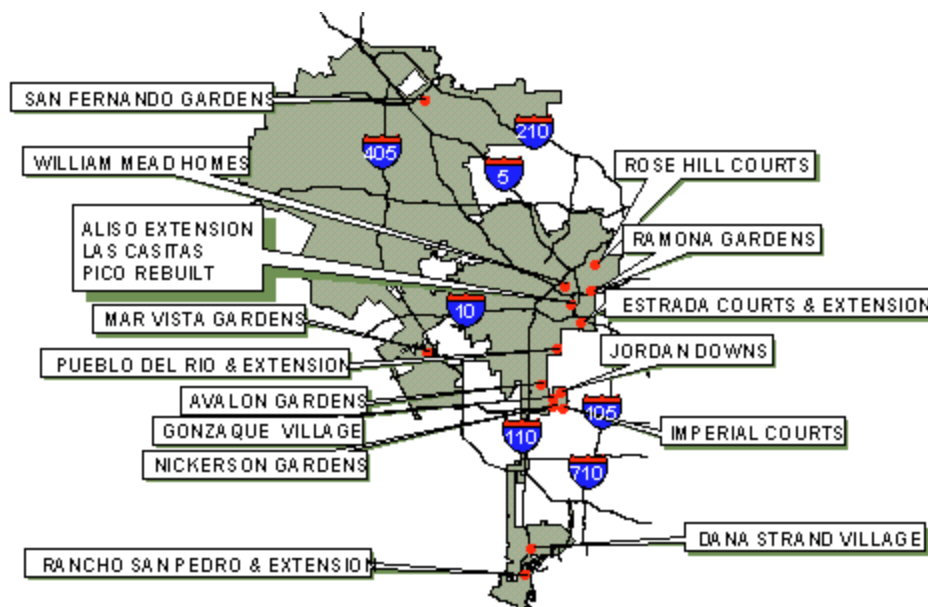 SAN FERNANDO GARDENS
210
405
WILLIAM MEAD HOMES
5
ROSE HILL COURTS
ALISO EXTENSION
LAS CASITAS
PICO REBUILT
RAMONA GARDENS
10
ESTRADA COURTS & EXTENSION
MAR VISTA GARDENS
JORDAN DOWNS
PUEBLO DEL RIO & EXTENSION
AVALON GARDENS
105
GONZAQUE VILLAGE
110
IMPERIAL COURTS
NICKERSON GARDENS
710
DANA STRAND VILLAGE
RANCHO SAN PEDRO & EXTENSION